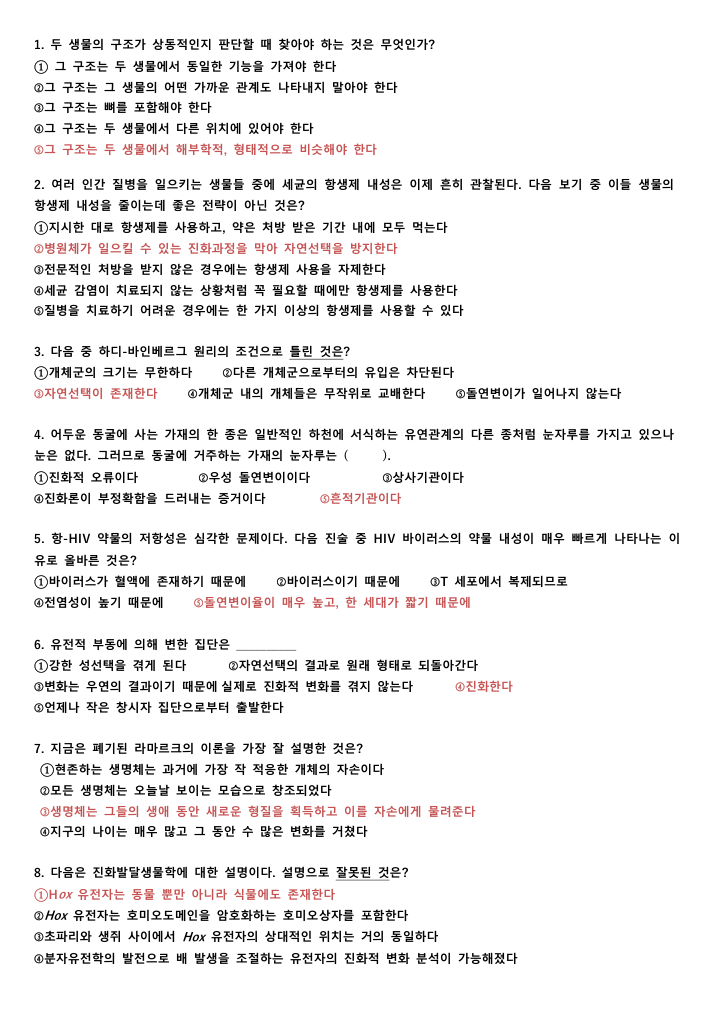 1. 두 생물의 구조가 상동적인지 판단할 때 찾아야 하는 것은 무엇인가?
① 그 구조는 두 생물에서 동일한 기능을 가져야 한다
②그 구조는 그 생물의 어떤 가까운 관계도 나타내지 말아야 한다
③그 구조는 뼈를 포함해야 한다
④그 구조는 두 생물에서 다른 위치에 있어야 한다
⑤그 구조는 두 생물에서 해부학적, 형태적으로 비슷해야 한다
2. 여러 인간 질병을 일으키는 생물들 중에 세균의 항생제 내성은 이제 흔히 관찰된다. 다음 보기 중 이들 생물의
항생제 내성을 줄이는데 좋은 전략이 아닌 것은?
①지시한 대로 항생제를 사용하고, 약은 처방 받은 기간 내에 모두 먹는다
②병원체가 일으킬 수 있는 진화과정을 막아 자연선택을 방지한다
③전문적인 처방을 받지 않은 경우에는 항생제 사용을 자제한다
④세균 감염이 치료되지 않는 상황처럼 꼭 필요할 때에만 항생제를 사용한다
⑤질병을 치료하기 어려운 경우에는 한 가지 이상의 항생제를 사용할 수 있다
3. 다음 중 하디-바인베르그 원리의 조건으로 틀린 것은?
①개체군의 크기는 무한하다 ②다른 개체군으로부터의 유입은 차단된다
③자연선택이 존재한다 ④개체군 내의 개체들은 무작위로 교배한다 ⑤돌연변이가 일어나지 않는다
4. 어두운 동굴에 사는 가재의 한 종은 일반적인 하천에 서식하는 유연관계의 다른 종처럼 눈자루를 가지고 있으나
눈은 없다. 그러므로 동굴에 거주하는 가재의 눈자루는 ( ).
①진화적 오류이다 ②우성 돌연변이이다 ③상사기관이다
④진화론이 부정확함을 드러내는 증거이다 ⑤흔적기관이다
5. 항-HIV 약물의 저항성은 심각한 문제이다. 다음 진술 중 HIV 바이러스의 약물 내성이 매우 빠르게 나타나는 이
유로 올바른 것은?
①바이러스가 혈액에 존재하기 때문에 ②바이러스이기 때문에 ③T 세포에서 복제되므로
④전염성이 높기 때문에 ⑤돌연변이율이 매우 높고, 한 세대가 짧기 때문에
6. 유전적 부동에 의해 변한 집단은 _________
①강한 성선택을 겪게 된다 ②자연선택의 결과로 원래 형태로 되돌아간다
③변화는 우연의 결과이기 때문에 실제로 진화적 변화를 겪지 않는다 ④진화한다
⑤언제나 작은 창시자 집단으로부터 출발한다
7. 지금은 폐기된 라마르크의 이론을 가장 잘 설명한 것은?
①현존하는 생명체는 과거에 가장 작 적응한 개체의 자손이다
②모든 생명체는 오늘날 보이는 모습으로 창조되었다
③생명체는 그들의 생애 동안 새로운 형질을 획득하고 이를 자손에게 물려준다
④지구의 나이는 매우 많고 그 동안 수 많은 변화를 거쳤다
8. 다음은 진화발달생물학에 대한 설명이다. 설명으로 잘못된 것은?
①Hox 유전자는 동물 뿐만 아니라 식물에도 존재한다
②Hox 유전자는 호미오도메인을 암호화하는 호미오상자를 포함한다
③초파리와 생쥐 사이에서 Hox 유전자의 상대적인 위치는 거의 동일하다
④분자유전학의 발전으로 배 발생을 조절하는 유전자의 진화적 변화 분석이 가능해졌다